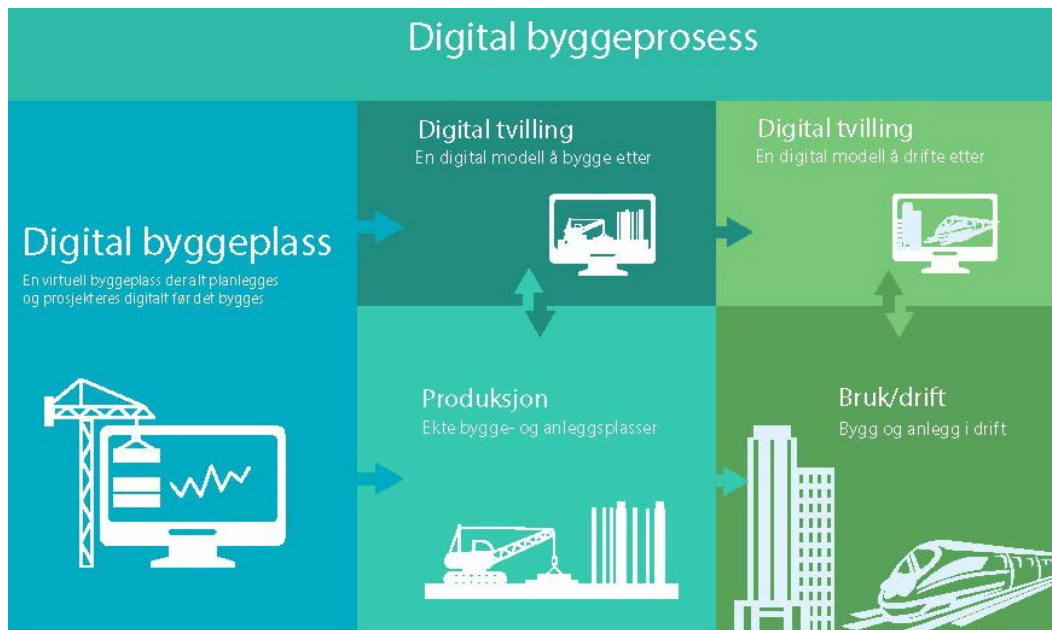 Digital byggeprosess
Digital byggeplass
En virtuell byggeplass der alt planlegges
og prosjekteres digitalt før det bygges
Digital tvilling
En digital modell å bygge etter
Digital tvilling
En digital modell å drifte etter
Produksjon
Ekte bygge- og anleggsplasser
Bruk/drift
Bygg og anlegg i drift